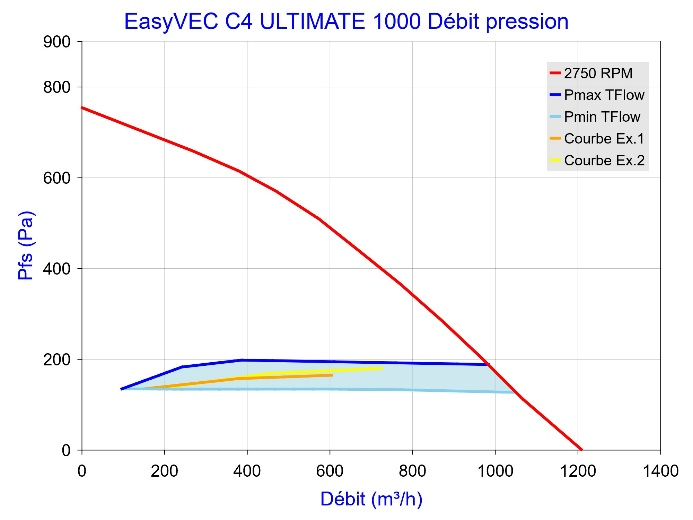 EasyVEC C4 ULTIMATE 1000 Débit pression
900
800
600
400
200
0
Pfs (Pa)
2750 RPM
Pmax TFlow
Pmin TFlow
Courbe Ex.1
Courbe Ex.2
0 200 400 600 800 1000 1200 1400
Débit (m³/h)